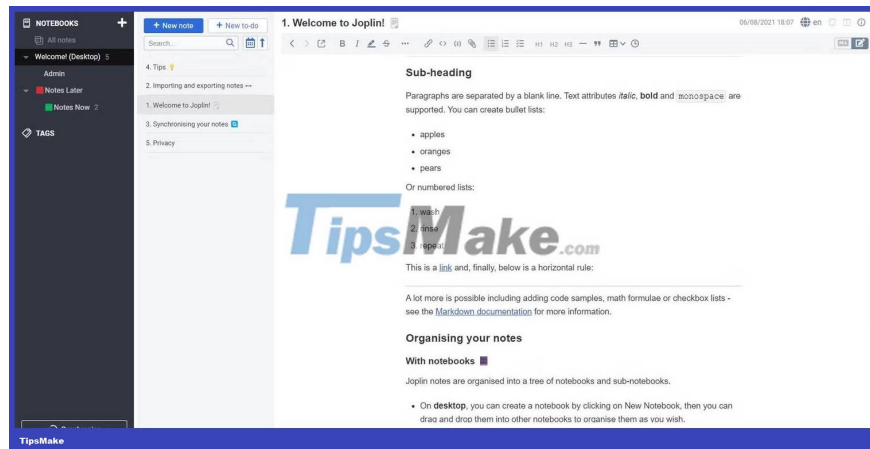 NOTEBOOKS
All notes
Welcome! (Desktop) 5
Admin
Notes Later
Notes Now 2
TAGS
+ New note
+ New to-do
Search...
4. Tips
2. Importing and exporting notes
1. Welcome to Joplin!
3. Synchronising your notes
5. Privacy
1. Welcome to Joplin!
06/08/2021 18:07 en
B I S H1 H2 H3
Sub-heading
Paragraphs are separated by a blank line. Text attributes italic, bold and monospace are
supported. You can create bullet lists:
• apples
• oranges
• pears
Or numbered lists:
1. wash
2. rinse
3. repeat
TipsMake.com
This is a link and, finally, below is a horizontal rule:
A lot more is possible including adding code samples, math formulae or checkbox lists -
see the Markdown documentation for more information.
Organising your notes
With notebooks
Joplin notes are organised into a tree of notebooks and sub-notebooks.
• On desktop, you can create a notebook by clicking on New Notebook, then you can
drag and drop them into other notebooks to organise them as you wish.
TipsMake